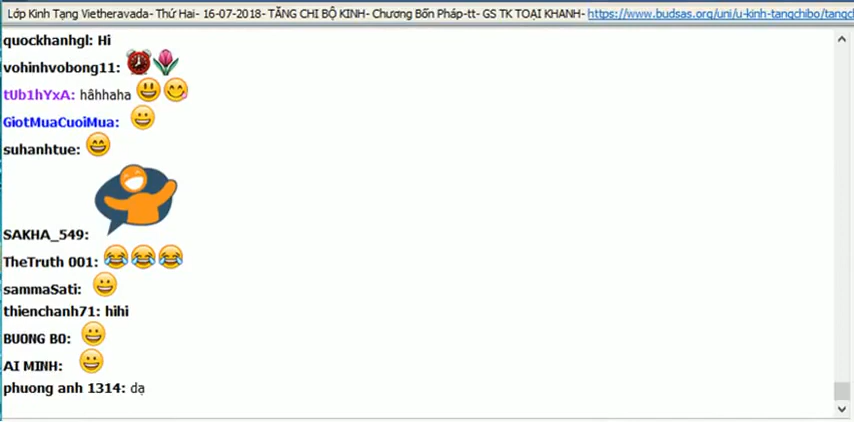 Lớp Kinh Tạng Vietheravada- Thứ Hai- 16-07-2018- TĂNG CHI BỘ KINH- Chương Bốn Pháp-tt- GS TK TOẠI KHANH- https://www.budsas.org/uni/u-kinh-tangchibo/tangc
quockhanhgl: Hi
vohinhvobong11:
tUb1hYxA: hâhhaha
GiotMuaCuoiMua:
suhanhtue:
SAKHA_549:
TheTruth 001:
sammaSati:
thienchanh71: hihi
BUONG BO:
AI MINH:
phuong anh 1314: dạ